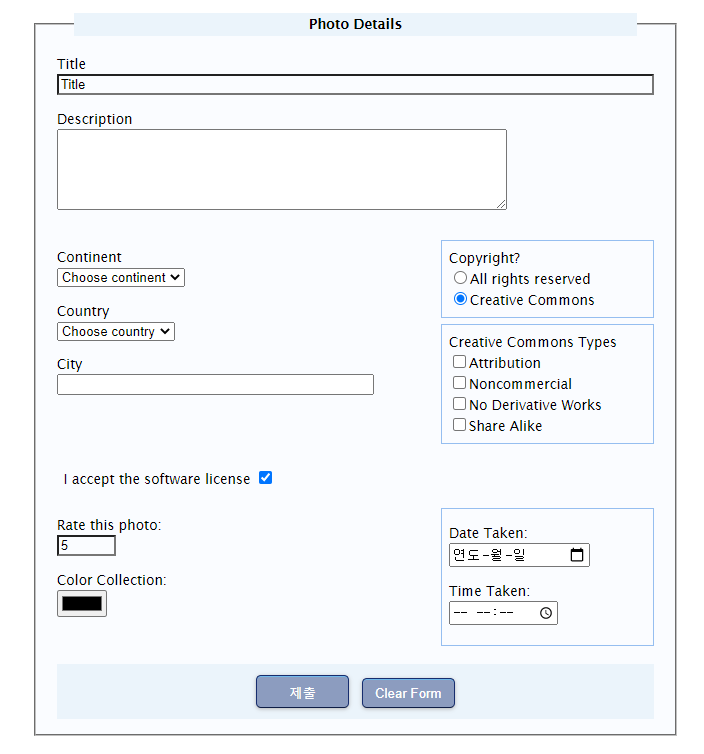 Photo Details
Title
Title
Description
Continent
Choose continent
Country
Choose country
City
Copyright?
All rights reserved
Creative Commons
Creative Commons Types
Attribution
Noncommercial
No Derivative Works
Share Alike
I accept the software license
Rate this photo:
5
Color Collection:
Date Taken:
연도-월-일
Time Taken:
-- --:--
제출
Clear Form